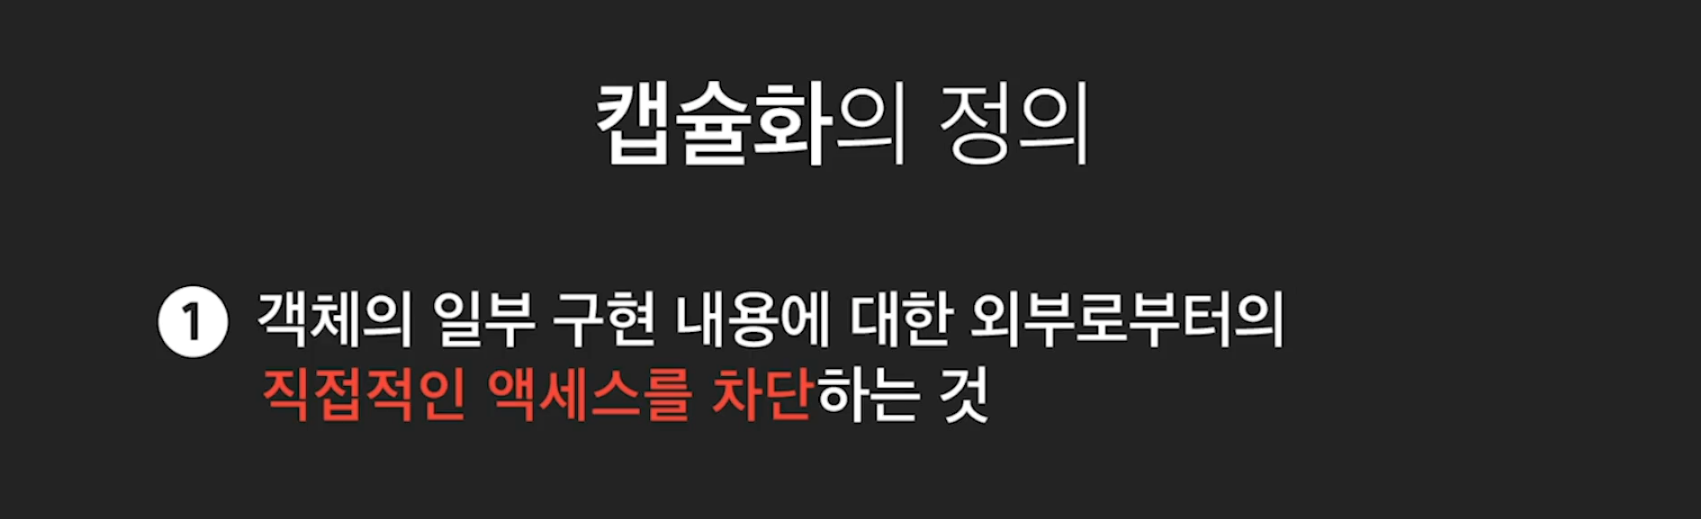 캡슐화의 정의
1 객체의 일부 구현 내용에 대한 외부로부터의
직접적인 액세스를 차단하는 것